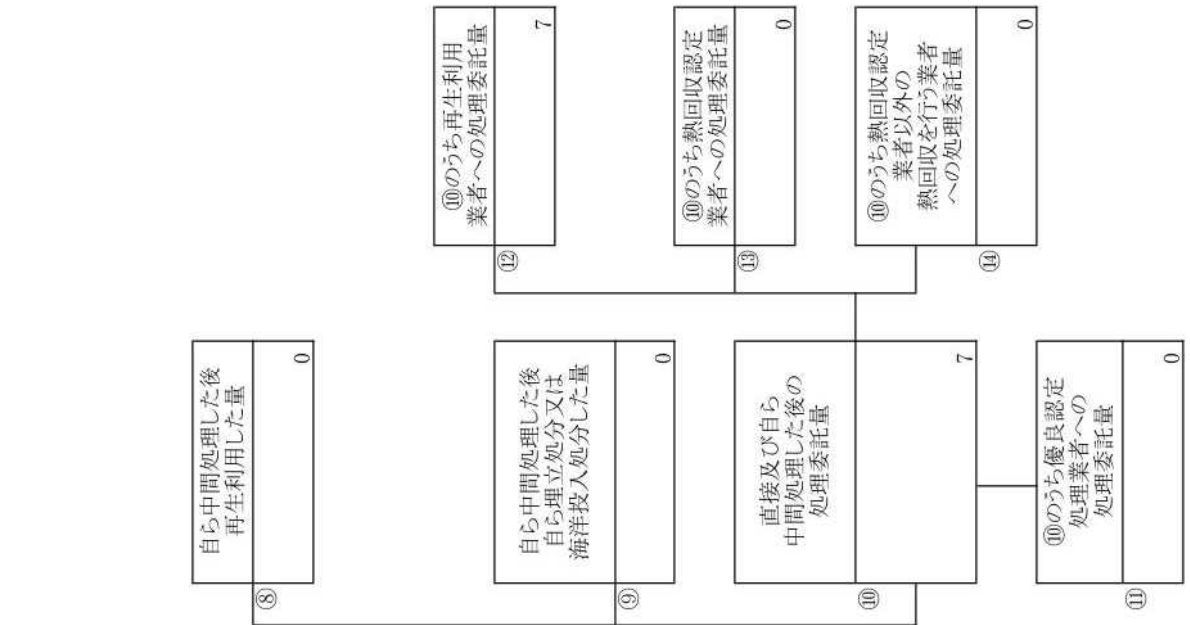 ⑧
自ら中間処理した後
再生利用した量
0
⑨
自ら中間処理した後
自ら埋立処分又は
海洋投入処分した量
0
⑩
直接及び自ら
中間処理した後の
処理委託量
7
⑪
⑩のうち優良認定
処理業者への
処理委託量
0
⑫
⑩のうち再生利用
業者への処理委託量
7
⑬
⑩のうち熱回収認定
業者への処理委託量
0
⑭
⑩のうち熱回収認定
業者以外の
熱回収を行う業者
への処理委託量
0